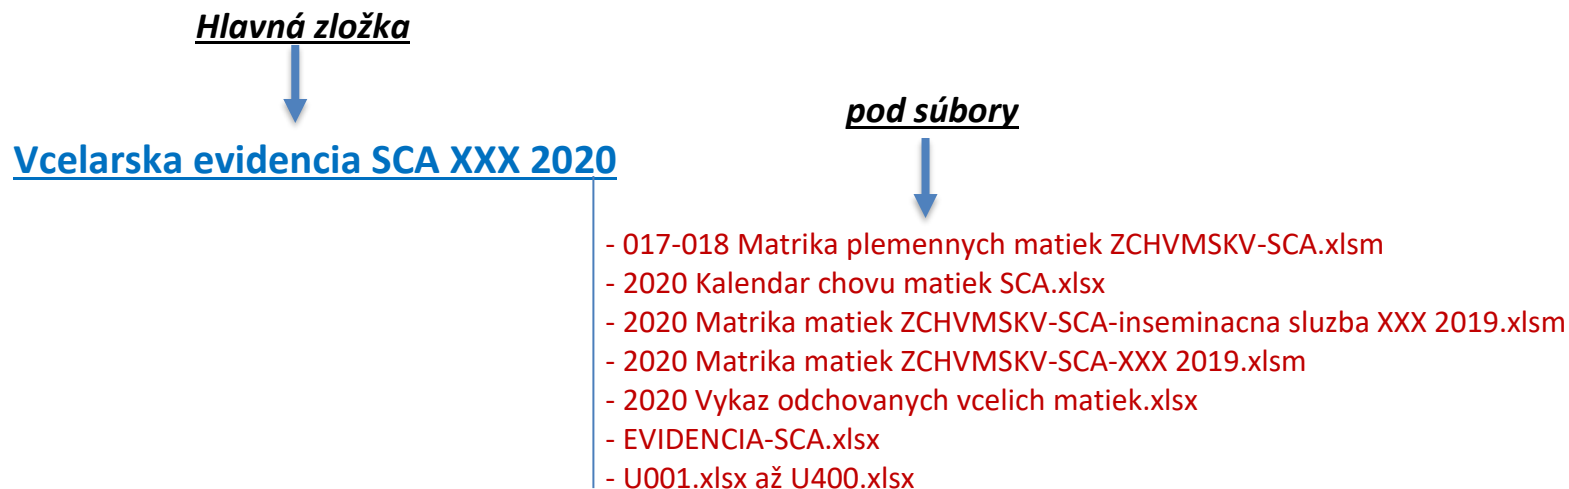 Hlavná zložka
pod súbory
Vcelarska evidencia SCA XXX 2020
- 017-018 Matrika plemennych matiek ZCHVMSKV-SCA.xlsm
- 2020 Kalendar chovu matiek SCA.xlsx
- 2020 Matrika matiek ZCHVMSKV-SCA-inseminacna sluzba XXX 2019.xlsm
- 2020 Matrika matiek ZCHVMSKV-SCA-XXX 2019.xlsm
- 2020 Vykaz odchovanych vcelich matiek.xlsx
- EVIDENCIA-SCA.xlsx
- U001.xlsx až U400.xlsx